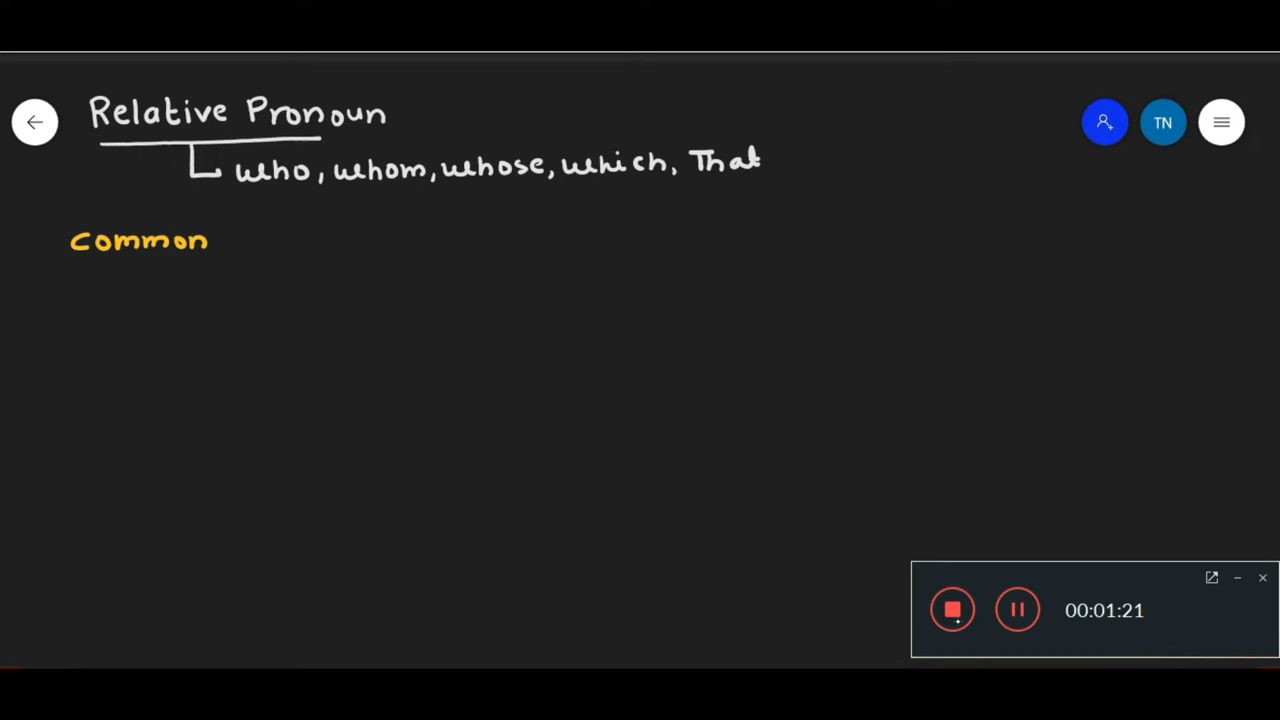 Relative Pronoun
who, whom, whose, which, That
common
TN
00:01:21